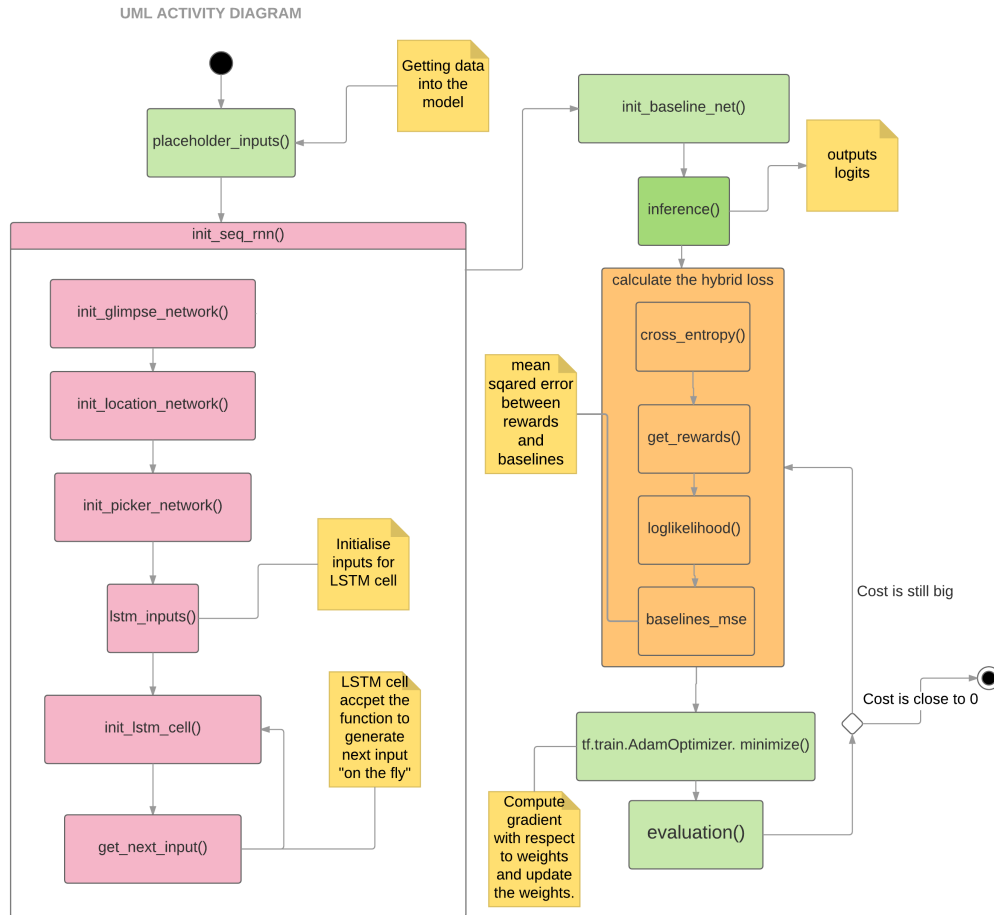 UML ACTIVITY DIAGRAM
Getting data
into the
model
placeholder_inputs()
init_seq_rnn()
init_glimpse_network()
init_location_network()
init_picker_network()
Initialise
inputs for
LSTM cell
lstm_inputs()
LSTM cell
accpet the
function to
generate
next input
"on the fly"
init_lstm_cell()
get_next_input()
init_baseline_net()
outputs
logits
inference()
calculate the hybrid loss
cross_entropy()
mean
sqared error
between
rewards
and
baselines
get_rewards()
loglikelihood()
baselines_mse
Cost is still big
Cost is close to 0
tf.train.AdamOptimizer. minimize()
Compute
gradient
with respect
to weights
and update
the weights.
evaluation()